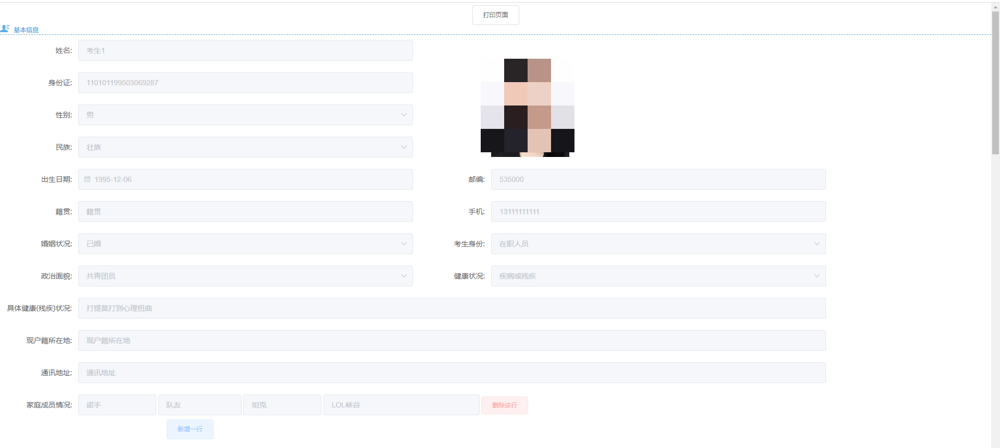 打印页面
基本信息
姓名: 考生1
身份证: 110101199503069287
性别: 男
民族: 壮族
出生日期: 1995-12-06 邮编: 535000
籍贯: 籍贯 手机: 13111111111
婚姻状况: 已婚 考生身份: 在职人员
政治面貌: 共青团员 健康状况: 疾病或残疾
具体健康(残疾)状况: 打提莫打到心理扭曲
现户籍所在地: 现户籍所在地
通讯地址: 通讯地址
家庭成员情况: 诺手 队友 坦克 LOL峡谷 删除该行
新增一行